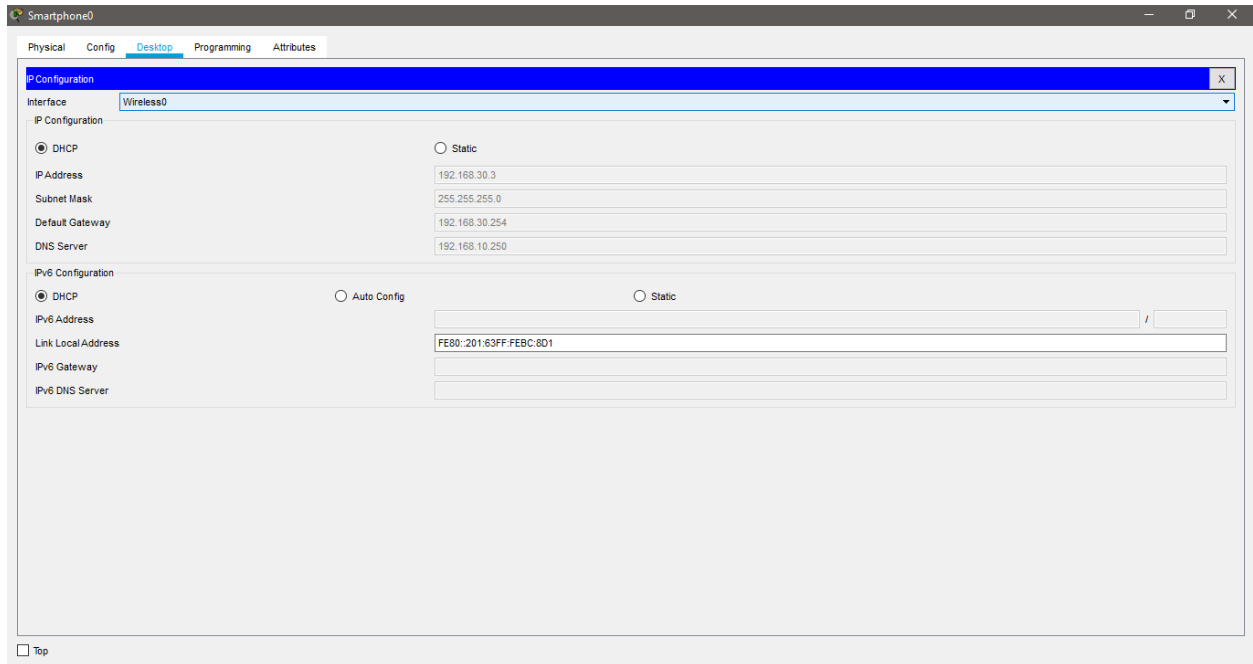 Smartphone0
Physical Config Desktop Programming Attributes
IP Configuration X
Interface Wireless0
IP Configuration
DHCP Static
IP Address 192.168.30.3
Subnet Mask 255.255.255.0
Default Gateway 192.168.30.254
DNS Server 192.168.10.250
IPv6 Configuration
DHCP Auto Config Static
IPv6 Address /
Link Local Address FE80::201:63FF:FEBC:8D1
IPv6 Gateway
IPv6 DNS Server
Top